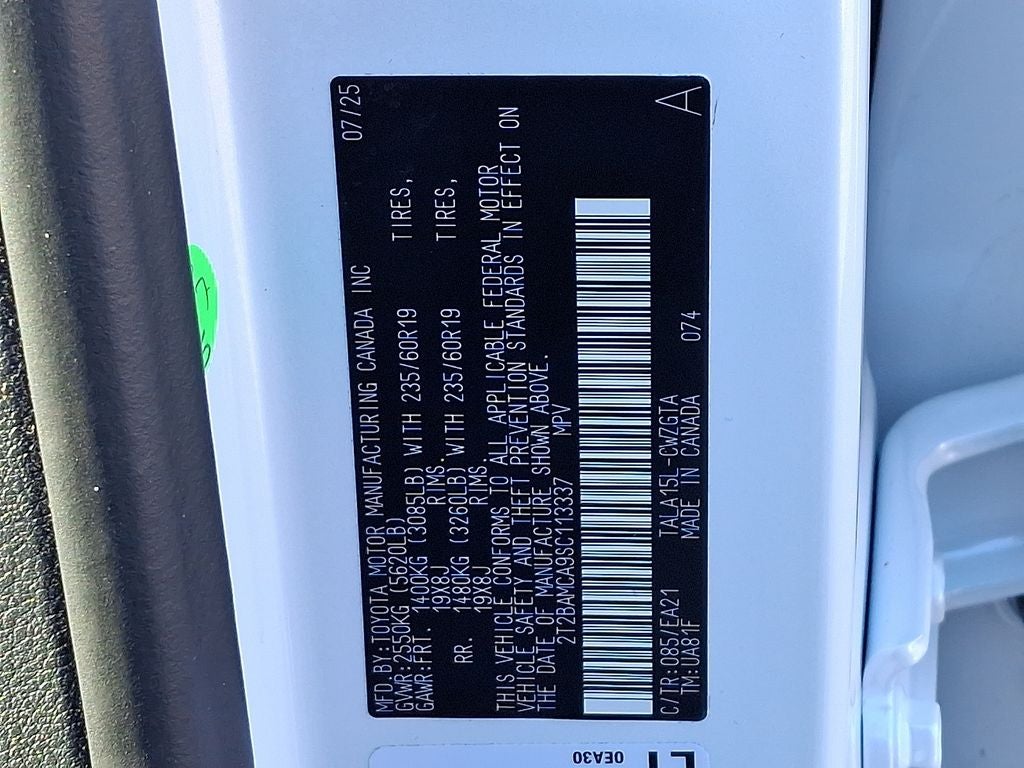 MFD.BY:TOYOTA MOTOR MANUFACTURING CANADA INC 07/25
GVWR:2550KG (5620LB)
GAWR:FRT. 1400KG (3085LB) WITH 235/60R19 TIRES,
19X8J RIMS.
RR. 1480KG (3260LB) WITH 235/60R19 TIRES,
19X8J RIMS.
THIS VEHICLE CONFORMS TO ALL APPLICABLE FEDERAL MOTOR
VEHICLE SAFETY AND THEFT PREVENTION STANDARDS IN EFFECT ON
THE DATE OF MANUFACTURE SHOWN ABOVE.
2T2BAMCA9SC113337 MPV
C/TR:085/EA21 TALA15L-CWZGTA 074 A
TM:UA81F MADE IN CANADA
0EA30